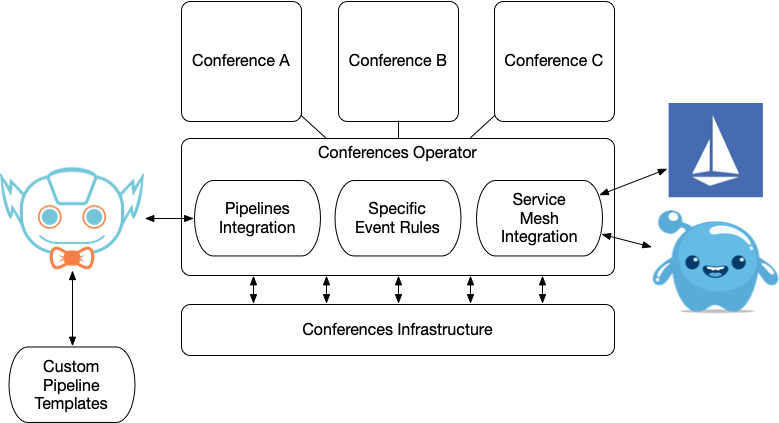 Conference A
Conference B
Conference C
Conferences Operator
Pipelines
Integration
Specific
Event Rules
Service
Mesh
Integration
Conferences Infrastructure
Custom
Pipeline
Templates